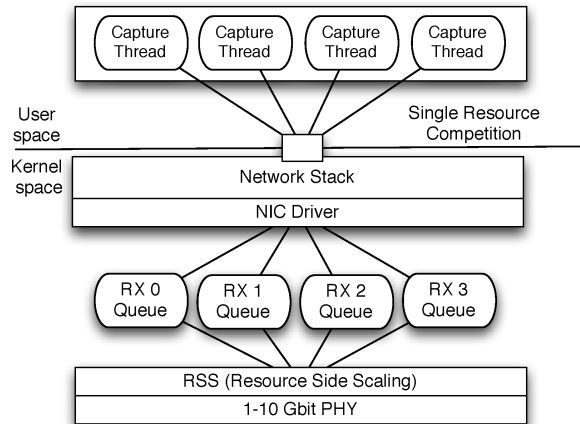 Capture
Thread
Capture
Thread
Capture
Thread
Capture
Thread
User
space
Single Resource
Competition
Kernel
space
Network Stack
NIC Driver
RX 0
Queue
RX 1
Queue
RX 2
Queue
RX 3
Queue
RSS (Resource Side Scaling)
1-10 Gbit PHY